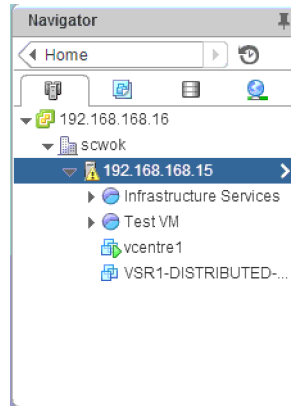 Navigator
Home
192.168.168.16
scwok
192.168.168.15
Infrastructure Services
Test VM
vcentre1
VSR1-DISTRIBUTED-...